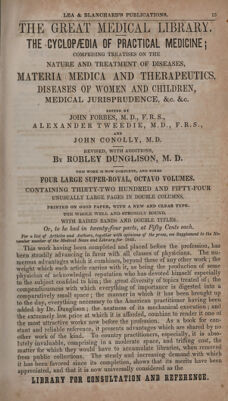 LEA & BLANCHARD'S PUBLICATIONS. 15
THE GREAT MEDICAL LIBRARY.
THE CYCLOPÆDIA OF PRACTICAL MEDICINE;
COMPRISING TREATISES ON THE
NATURE AND TREATMENT OF DISEASES,
MATERIA MEDICA AND THERAPEUTICS,
DISEASES OF WOMEN AND CHILDREN,
MEDICAL JURISPRUDENCE, &c. &c.
EDITED BY
JOHN FORBES, M. D., F. R. S.,
ALEXANDER TWEEDIE, M. D., F. R. S.,
AND
JOHN CONOLLY, M. D.
REVISED, WITH ADDITIONS,
BY ROBLEY DUNGLISON, M. D.
THIS WORK IS NOW COMPLETE, AND FORMS
FOUR LARGE SUPER-ROYAL, OCTAVO VOLUMES.
CONTAINING THIRTY-TWO HUNDRED AND FIFTY-FOUR
UNUSUALLY LARGE PAGES IN DOUBLE COLUMNS,
PRINTED ON GOOD PAPER, WITH A NEW AND CLEAR TYPE.
THE WHOLE WELL AND STRONGLY BOUND,
WITH RAISED BANDS AND DOUBLE TITLES.
Or, to be had in twenty-four parts, at Fifty Cents each.
For a list of Articles and Authors, together with opinions of the press, see Supplement to the No-
vember number of the Medical News and Library, for 1845.
This work having been completed and placed before the profession, has
been steadily advancing in favor with all classes of physicians. The nu-
merous advantages which it combines, beyond those of any other work; the
weight which each article carries with it, as being the production of some
physician of acknowledged reputation who has devoted himself especially
to the subject confided to him; the great diversity of topics treated of; the
compendiousness with which everything of importance is digested into a
comparatively small space; the manner in which it has been brought up
to the day, everything necessary to the American practitioner having been
added by Dr. Dunglison; the neatness of its mechanical execution; and
the extremely low price at which it is afforded, combine to render it one of
the most attractive works now before the profession. As a book for con-
stant and reliable reference, it presents advantages which are shared by no
other work of the kind. To country practitioners, especially, it is abso-
lutely invaluable, comprising in a moderate space, and trifling cost, the
matter for which they would have to accumulate libraries, when removed
from public collections. The steady and increasing demand with which
it has been favored since its completion, shows that its merits have been
appreciated, and that it is now universally considered as the
LIBRARY FOR CONSULTATION AND REFERENCE.